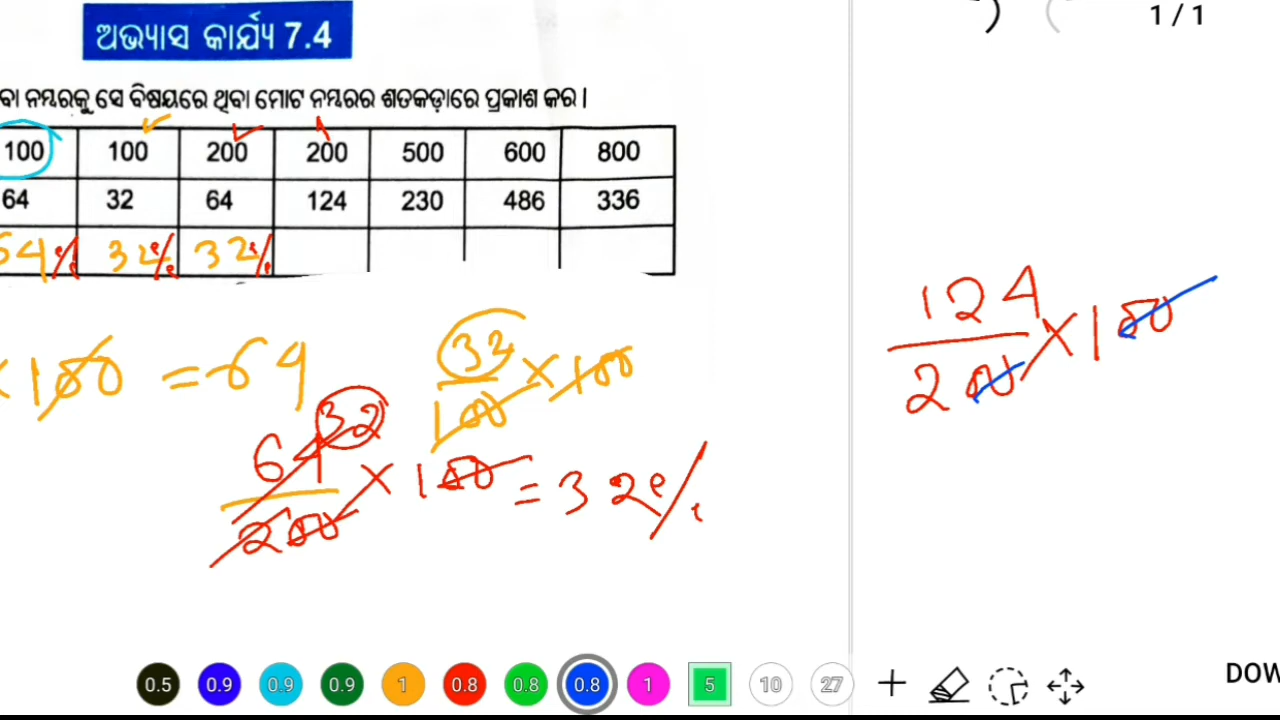 ଅଭ୍ୟାସ କାର୍ଯ୍ୟ 7.4
1 / 1
ବା ନମ୍ବରକୁ ସେ ବିଷୟରେ ଥିବା ମୋଟ ନମ୍ବରର ଶତକଡ଼ାରେ ପ୍ରକାଶ କର ।
100 100 200 200 500 600 800
64 32 64 124 230 486 336
64% 32% 32%
× 100 = 64
32/100 × 100
64/200 32 × 100 = 32%
124/200 × 100
0.5 0.9 0.9 0.9 1 0.8 0.8 0.8 1 5 10 27
DOW